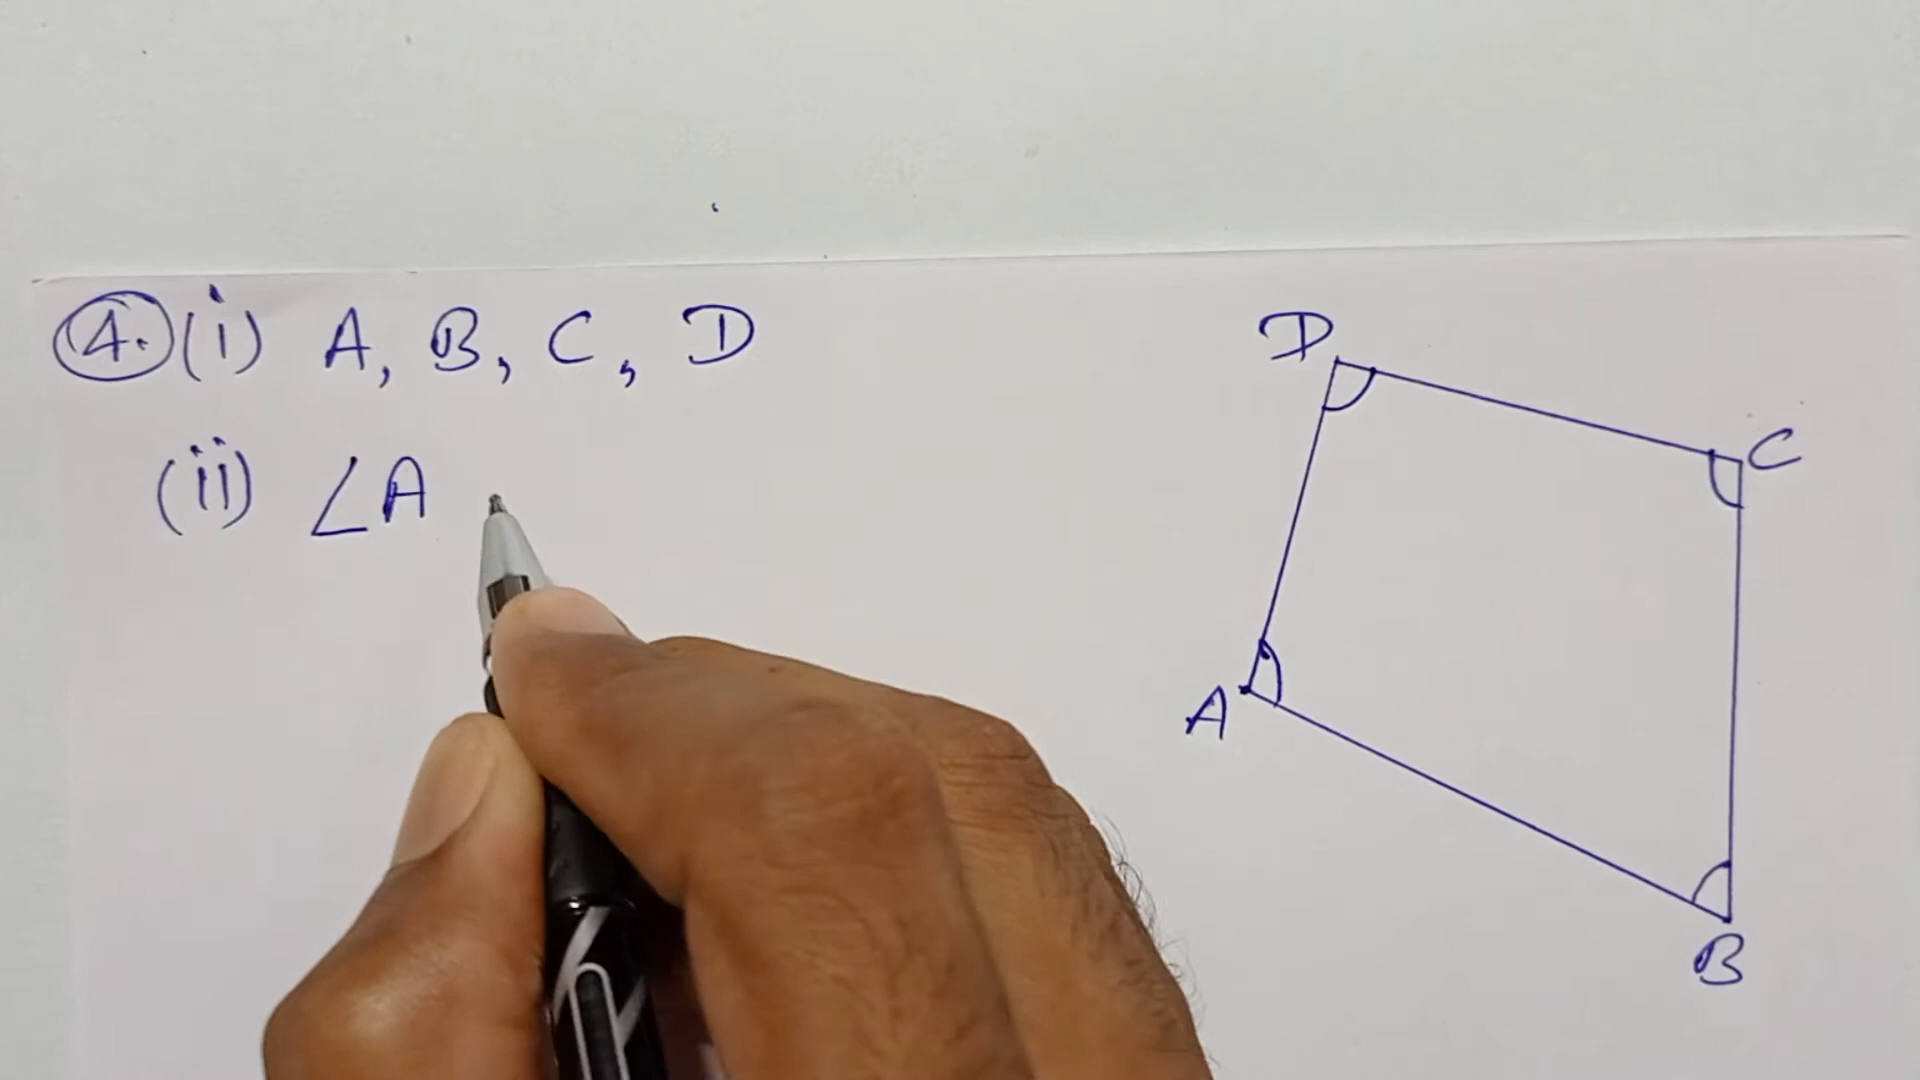 4. (i) A, B, C, D
(ii) ∠A
D
C
A
B